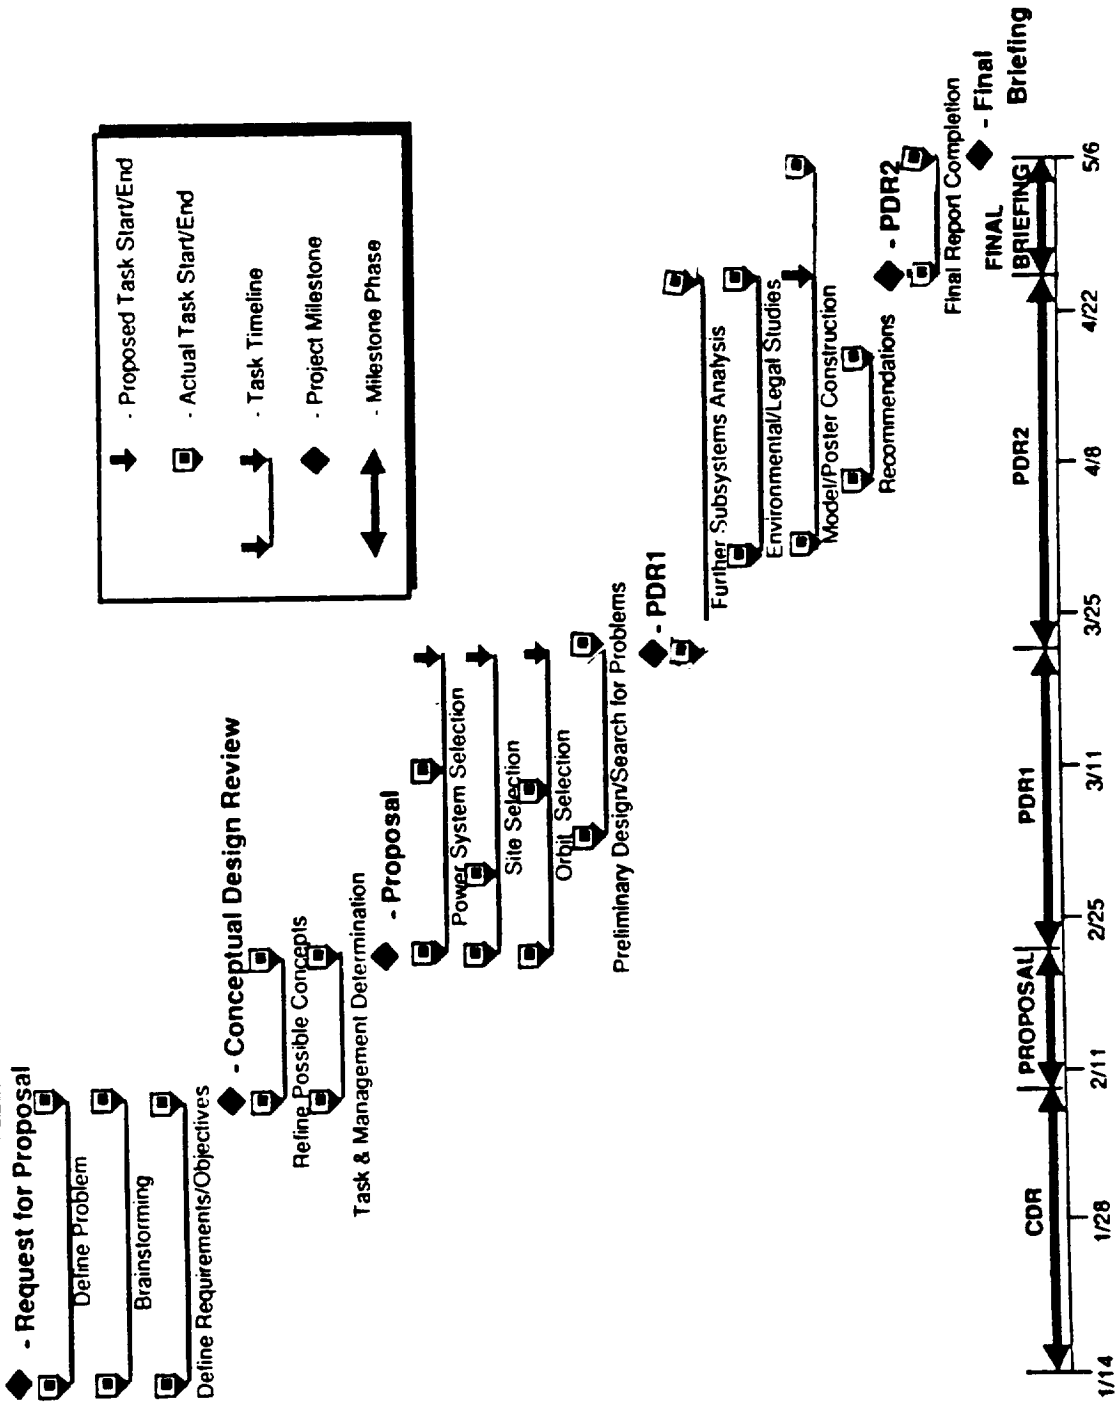 - Request for Proposal
Define Problem
Brainstorming
Define Requirements/Objectives
- Conceptual Design Review
Refine Possible Concepts
Task & Management Determination
- Proposal
Power System Selection
Site Selection
Orbit Selection
Preliminary Design/Search for Problems
- PDR1
Further Subsystems Analysis
Environmental/Legal Studies
Model/Poster Construction
Recommendations
- PDR2
Final Report Completion
- Final
Briefing
- Proposed Task Start/End
- Actual Task Start/End
- Task Timeline
- Project Milestone
- Milestone Phase
CDR
PROPOSAL
PDR1
PDR2
FINAL
BRIEFING
1/14
1/28
2/11
2/25
3/11
3/25
4/8
4/22
5/6